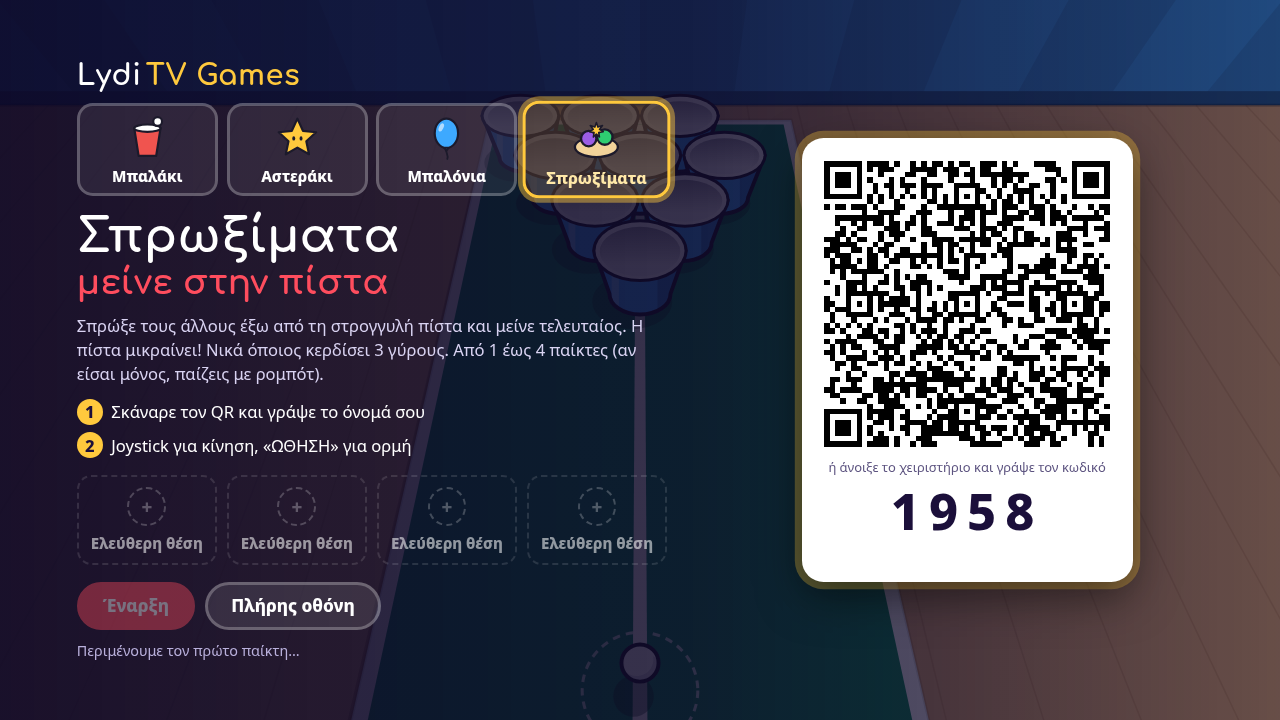 Lydi TV Games
Μπαλάκι
Αστεράκι
Μπαλόνια
Σπρωξίματα
Σπρωξίματα
μείνε στην πίστα
Σπρώξε τους άλλους έξω από τη στρογγυλή πίστα και μείνε τελευταίος. Η
πίστα μικραίνει! Νικά όποιος κερδίσει 3 γύρους. Από 1 έως 4 παίκτες (αν
είσαι μόνος, παίζεις με ρομπότ).
1 Σκάναρε τον QR και γράψε το όνομά σου
2 Joystick για κίνηση, «ΩΘΗΣΗ» για ορμή
+ + + +
Ελεύθερη θέση Ελεύθερη θέση Ελεύθερη θέση Ελεύθερη θέση
Έναρξη
Πλήρης οθόνη
Περιμένουμε τον πρώτο παίκτη...
ή άνοιξε το χειριστήριο και γράψε τον κωδικό
1958